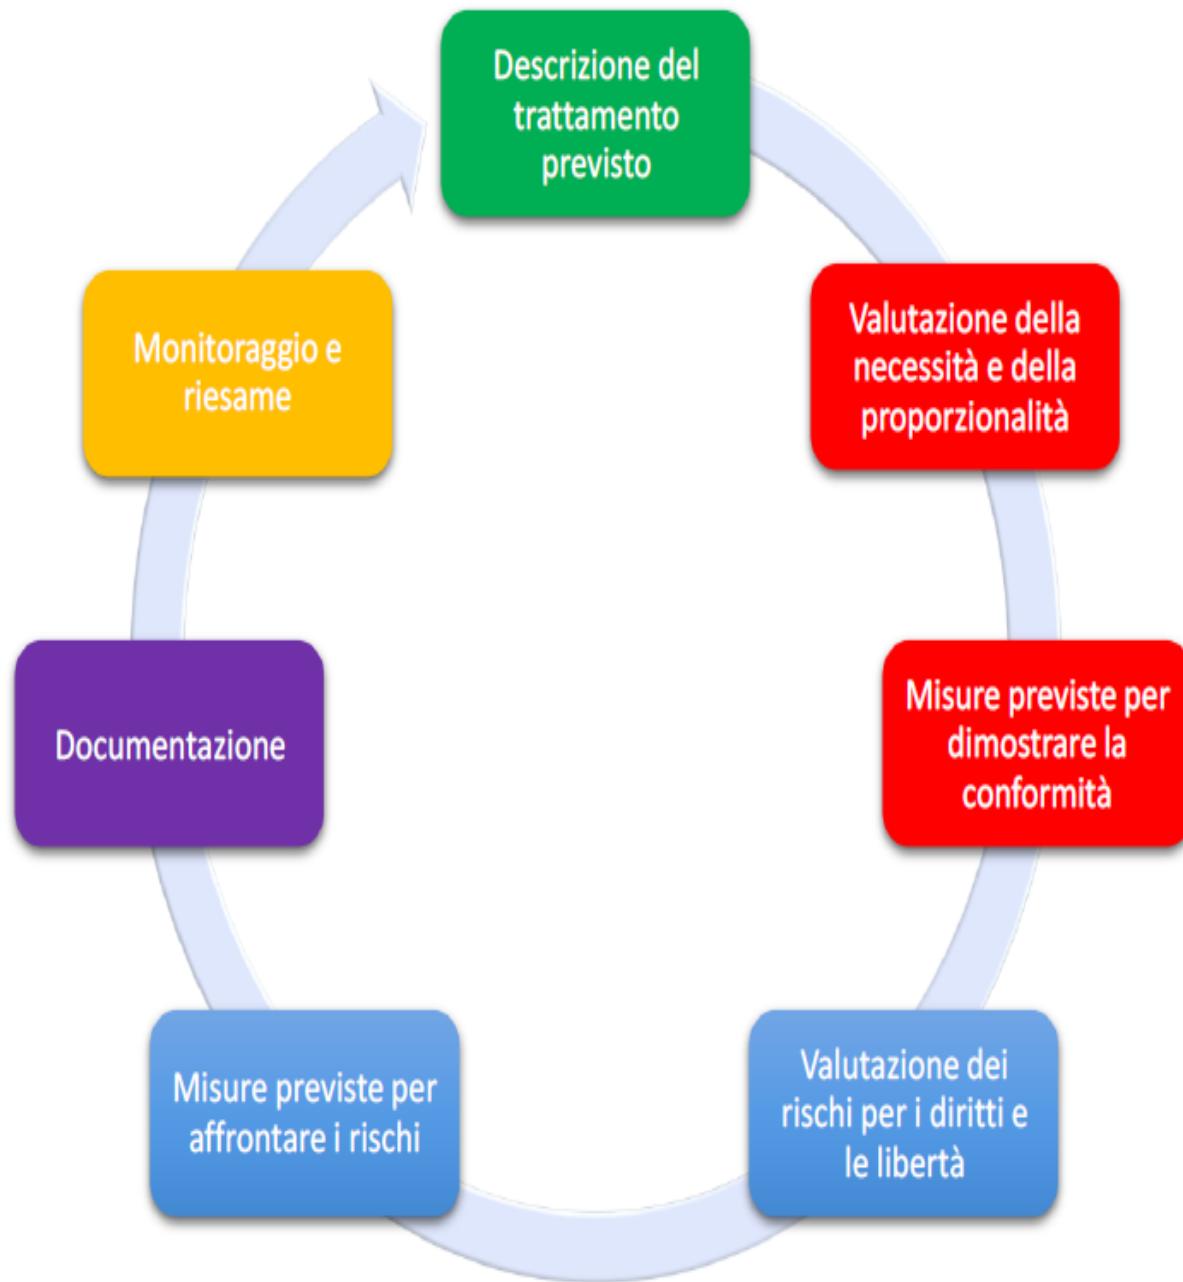 Descrizione del
trattamento
previsto
Valutazione della
necessità e della
proporzionalità
Misure previste per
dimostrare la
conformità
Valutazione dei
rischi per i diritti e
le libertà
Misure previste per
affrontare i rischi
Documentazione
Monitoraggio e
riesame